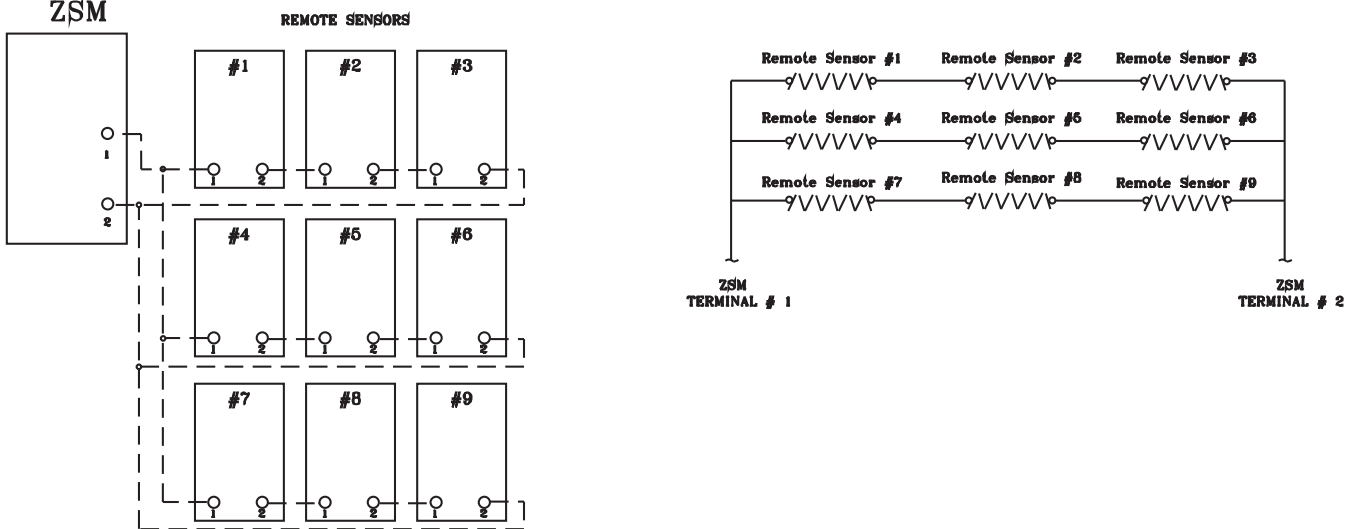 ZSM
REMOTE SENSORS
#1 #2 #3
1
1 2 1 2 1 2
2
#4 #5 #6
1 2 1 2 1 2
#7 #8 #9
1 2 1 2 1 2
Remote Sensor #1 Remote Sensor #2 Remote Sensor #3
Remote Sensor #4 Remote Sensor #5 Remote Sensor #6
Remote Sensor #7 Remote Sensor #8 Remote Sensor #9
ZSM
TERMINAL # 1
ZSM
TERMINAL # 2